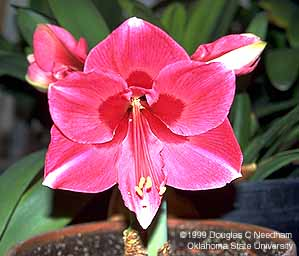 ©1999 Douglas C Needham
Oklahoma State University